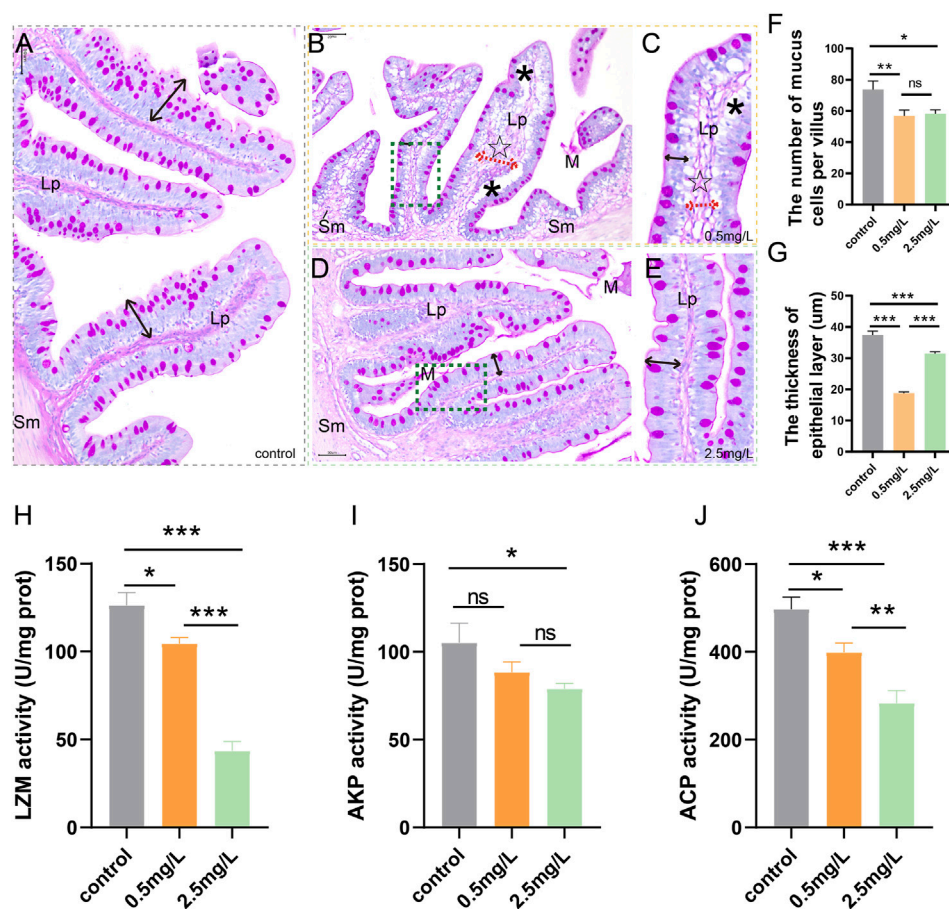 A
Lp
Lp
Sm
control
B
*
Lp
*
M
Sm
Sm
C
*
Lp
0.5mg/L
D
Lp
M
M
Sm
E
Lp
2.5mg/L
F
The number of mucus
cells per villus
100
80
60
40
20
0
*
**
ns
control
0.5mg/L
2.5mg/L
G
The thickness of
epithelial layer (um)
50
40
30
20
10
0
***
*** ***
control
0.5mg/L
2.5mg/L
H
LZM activity (U/mg prot)
150
100
50
0
***
*
***
control
0.5mg/L
2.5mg/L
I
AKP activity (U/mg prot)
150
100
50
0
*
ns
ns
control
0.5mg/L
2.5mg/L
J
ACP activity (U/mg prot)
600
400
200
0
***
*
**
control
0.5mg/L
2.5mg/L